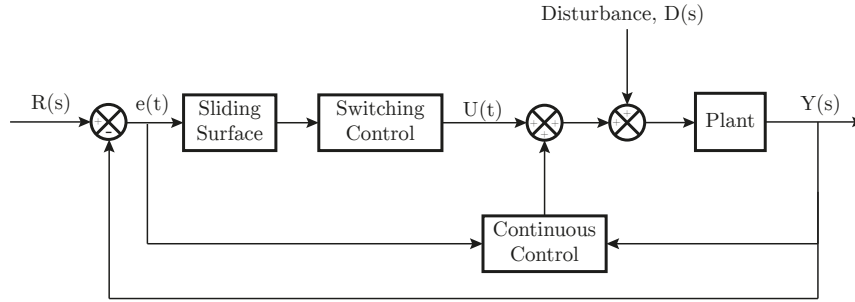 Disturbance, D(s)
R(s)
e(t)
Sliding
Surface
Switching
Control
U(t)
Plant
Y(s)
Continuous
Control